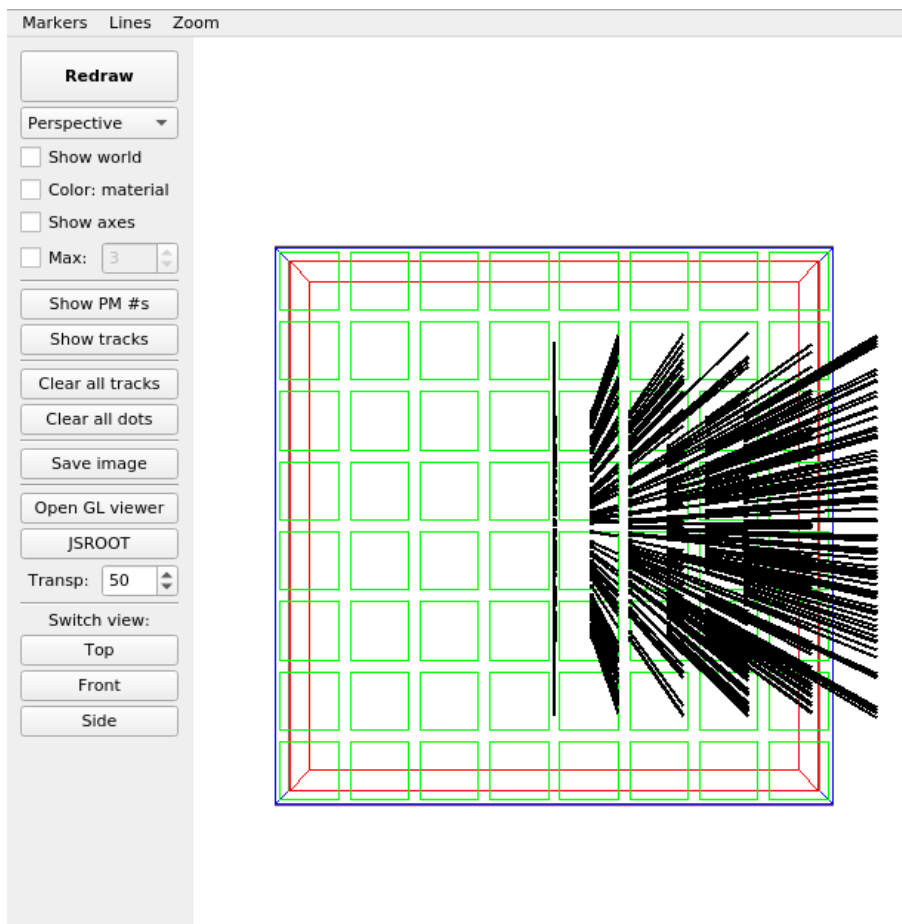 Markers Lines Zoom
Redraw
Perspective
Show world
Color: material
Show axes
Max: 3
Show PM #s
Show tracks
Clear all tracks
Clear all dots
Save image
Open GL viewer
JSROOT
Transp: 50
Switch view:
Top
Front
Side